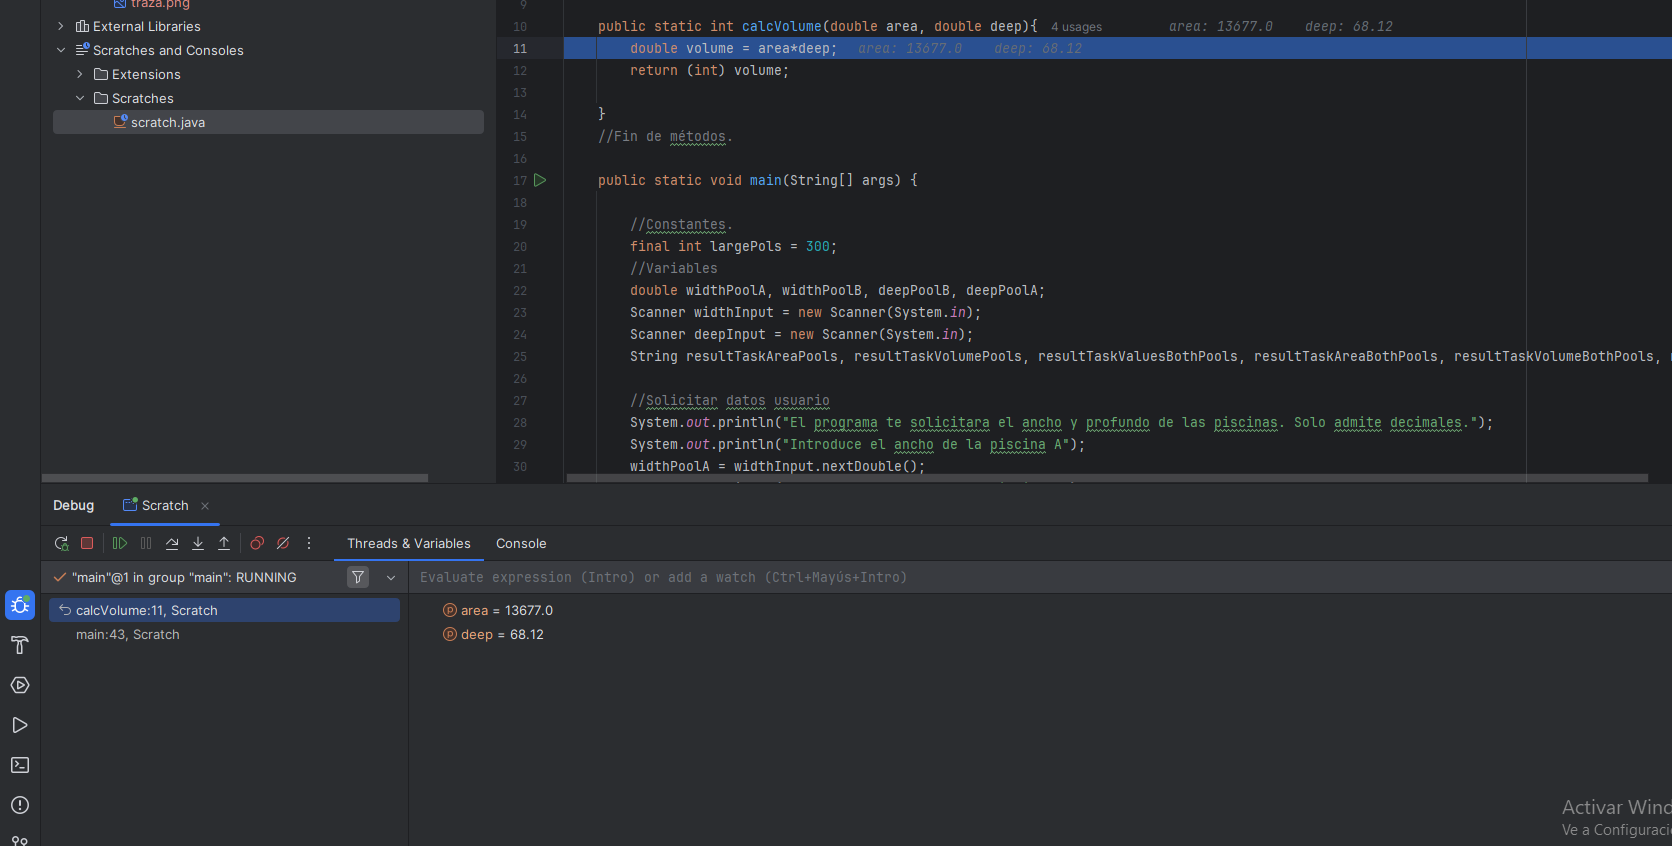 traza.png
External Libraries
Scratches and Consoles
Extensions
Scratches
scratch.java
9
10 public static int calcVolume(double area, double deep){ 4 usages area: 13677.0 deep: 68.12
11 double volume = area*deep; area: 13677.0 deep: 68.12
12 return (int) volume;
13
14 }
15 //Fin de métodos.
16
17 public static void main(String[] args) {
18
19 //Constantes.
20 final int largePols = 300;
21 //Variables
22 double widthPoolA, widthPoolB, deepPoolB, deepPoolA;
23 Scanner widthInput = new Scanner(System.in);
24 Scanner deepInput = new Scanner(System.in);
25 String resultTaskAreaPools, resultTaskVolumePools, resultTaskValuesBothPools, resultTaskAreaBothPools, resultTaskVolumeBothPools,
26
27 //Solicitar datos usuario
28 System.out.println("El programa te solicitara el ancho y profundo de las piscinas. Solo admite decimales.");
29 System.out.println("Introduce el ancho de la piscina A");
30 widthPoolA = widthInput.nextDouble();
Debug Scratch
Threads & Variables Console
"main"@1 in group "main": RUNNING
Evaluate expression (Intro) or add a watch (Ctrl+Mayús+Intro)
calcVolume:11, Scratch
main:43, Scratch
area = 13677.0
deep = 68.12
Activar Wind
Ve a Configuraci